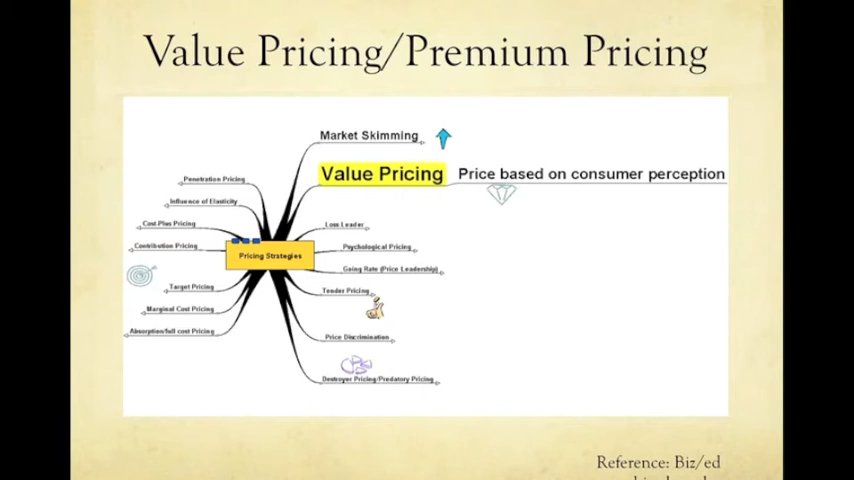 Value Pricing/Premium Pricing
Market Skimming
Value Pricing
Price based on consumer perception
Penetration Pricing
Influence of Elasticity
Cost-Plus Pricing
Contribution Pricing
Loss Leader
Psychological Pricing
Pricing Strategies
Going Rate (Price Leadership)
Target Pricing
Tender Pricing
Marginal Cost Pricing
Absorption/full cost Pricing
Price Discrimination
Destroyer Pricing/Predatory Pricing
Reference: Biz/ed